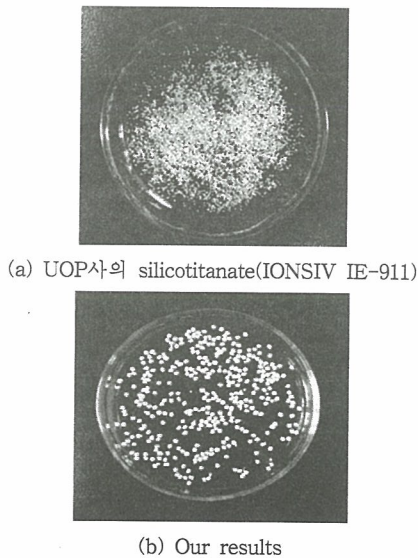 (a) UOP사의 silicotitanate(IONSIV IE-911)
(b) Our results